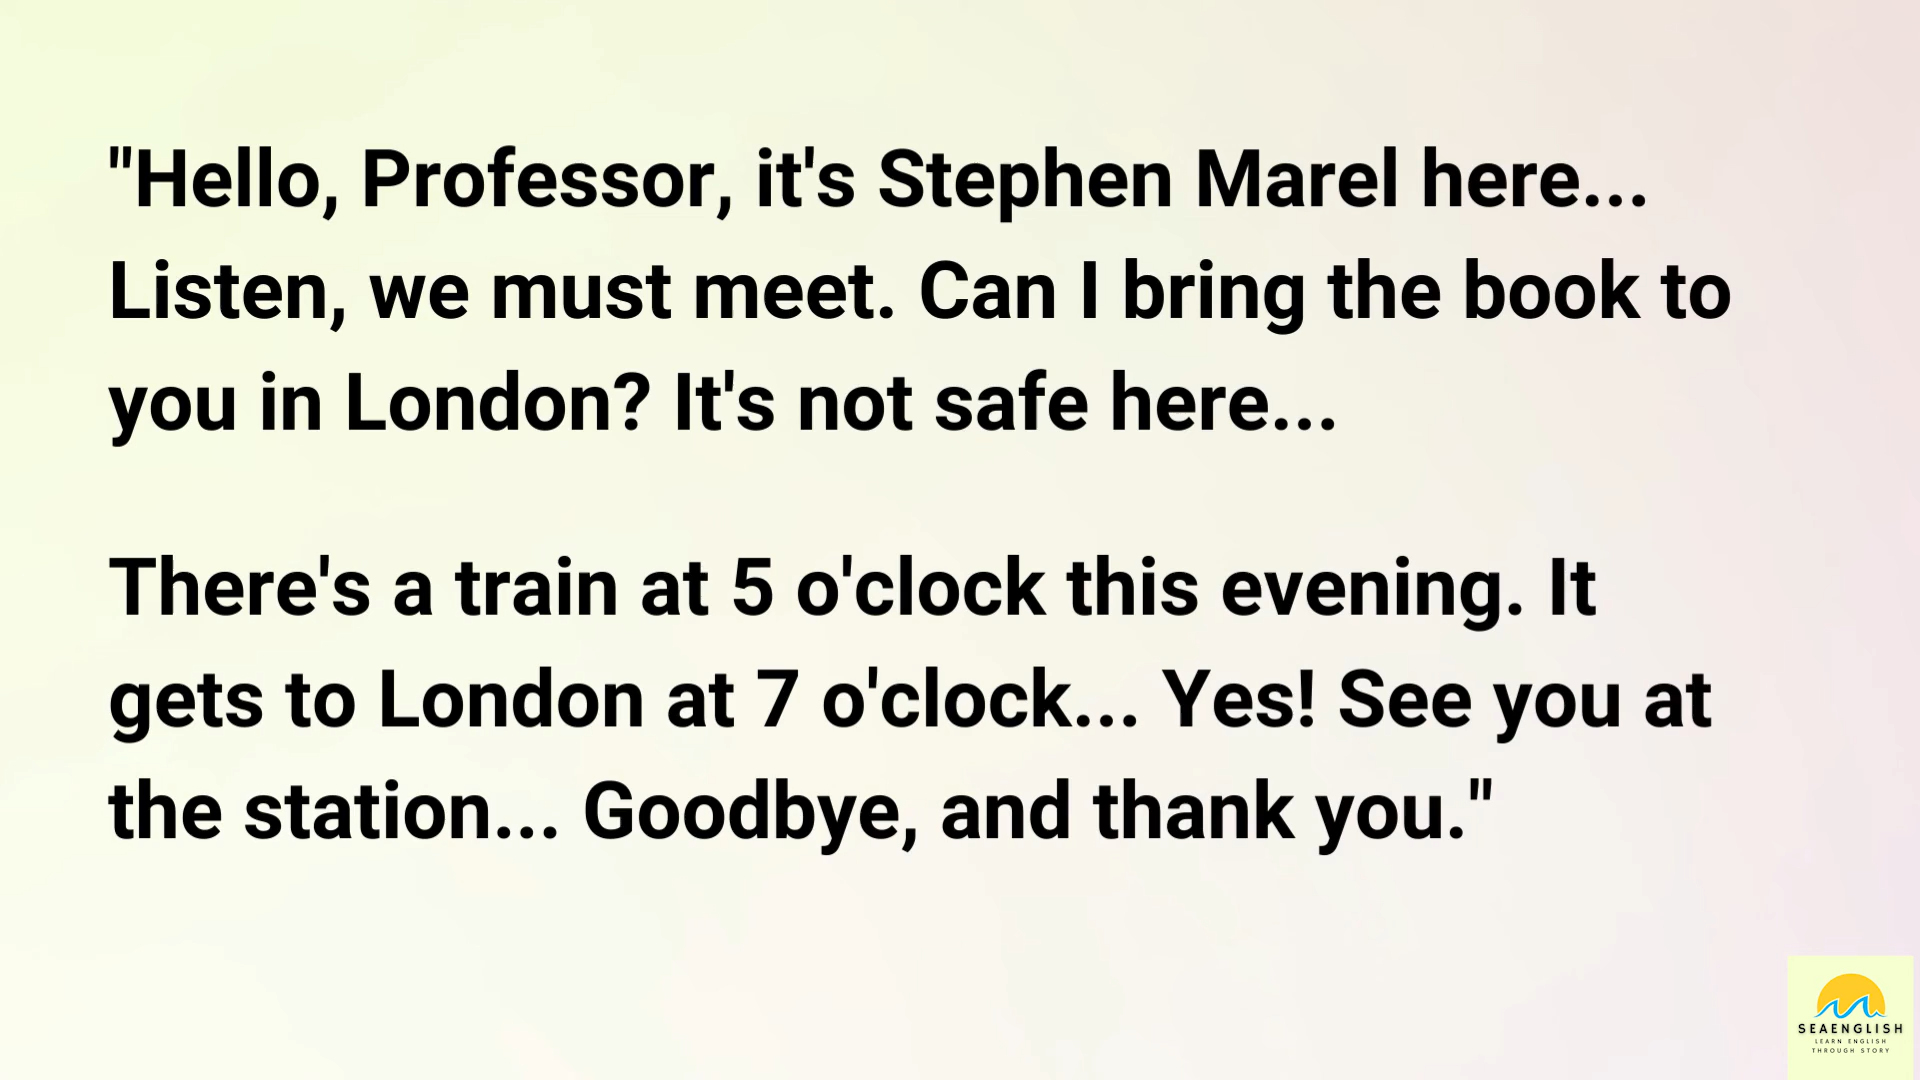 "Hello, Professor, it's Stephen Marel here...
Listen, we must meet. Can I bring the book to
you in London? It's not safe here...
There's a train at 5 o'clock this evening. It
gets to London at 7 o'clock... Yes! See you at
the station... Goodbye, and thank you."
SEAENGLISH
LEARN ENGLISH
THROUGH STORY